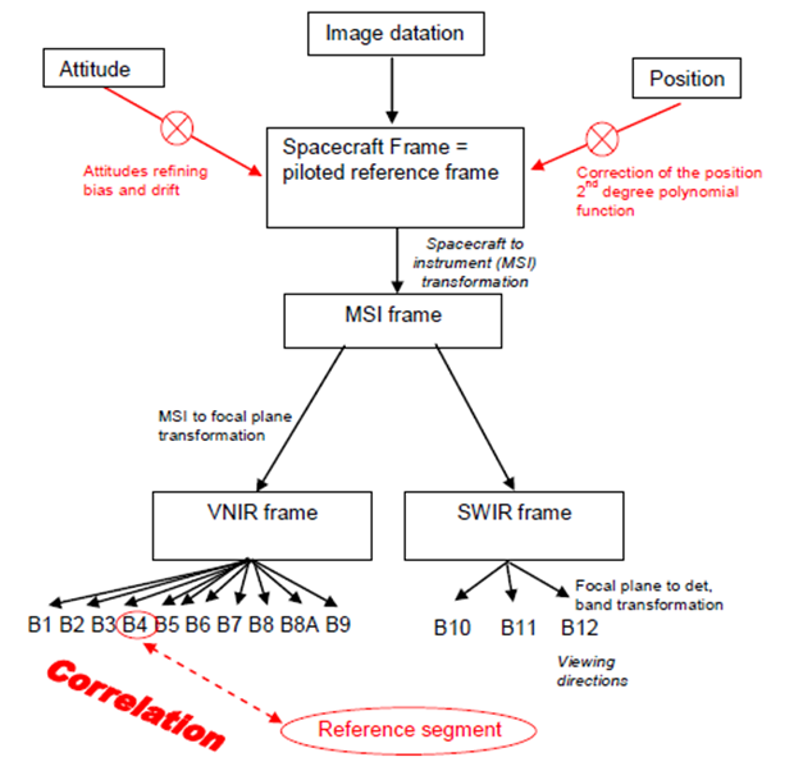 Image datation
Attitude
Position
Spacecraft Frame =
piloted reference frame
Attitudes refining
bias and drift
Correction of the position
2nd degree polynomial
function
Spacecraft to
instrument (MSI)
transformation
MSI frame
MSI to focal plane
transformation
VNIR frame
SWIR frame
Focal plane to det,
band transformation
B1 B2 B3 B4 B5 B6 B7 B8 B8A B9
B10 B11 B12
Viewing
directions
Correlation
Reference segment